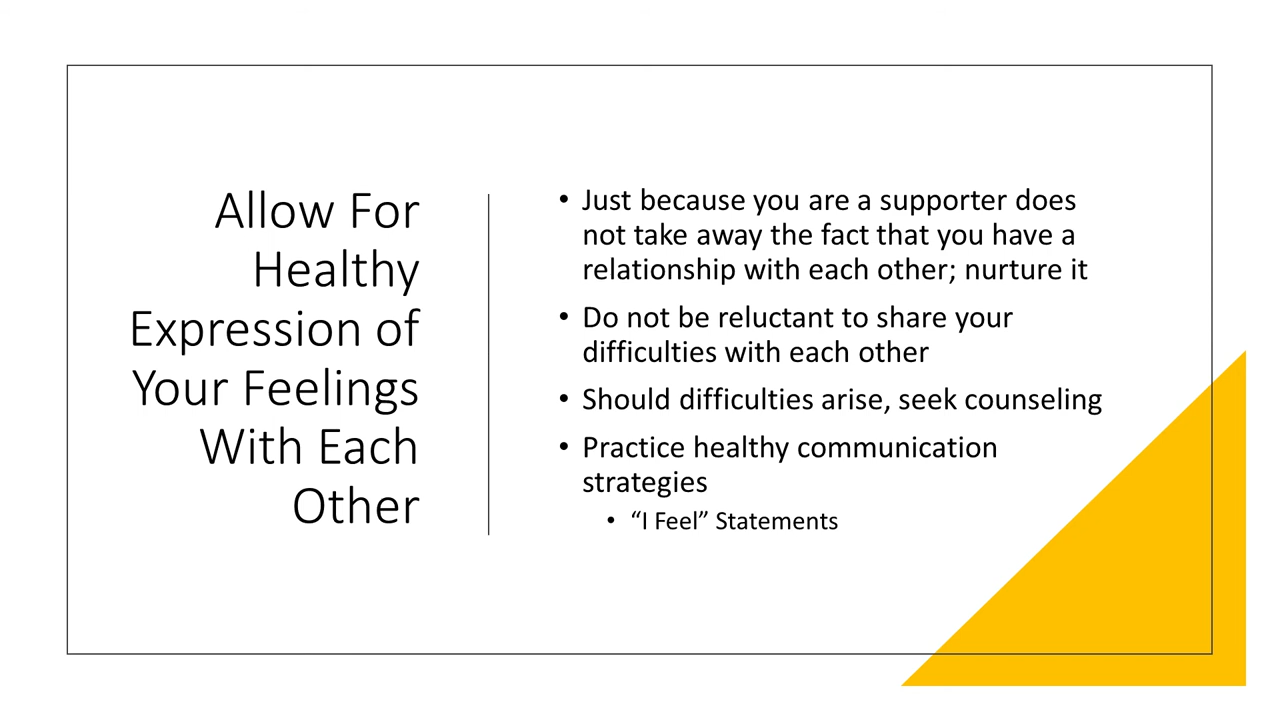 Allow For
Healthy
Expression of
Your Feelings
With Each
Other
• Just because you are a supporter does
not take away the fact that you have a
relationship with each other; nurture it
• Do not be reluctant to share your
difficulties with each other
• Should difficulties arise, seek counseling
• Practice healthy communication
strategies
• “I Feel” Statements